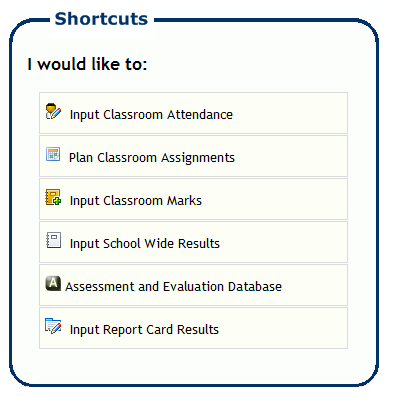 Shortcuts
I would like to:
Input Classroom Attendance
Plan Classroom Assignments
Input Classroom Marks
Input School Wide Results
A Assessment and Evaluation Database
Input Report Card Results